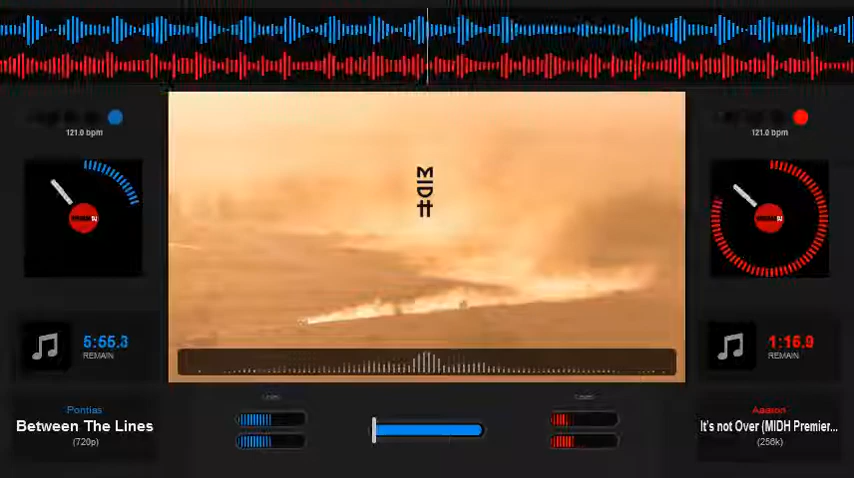 121.0 bpm
121.0 bpm
MIDH
5:55.3
REMAIN
1:16.9
REMAIN
Pontias
Between The Lines
(720p)
It's not Over (MIDH Premier...
(256k)